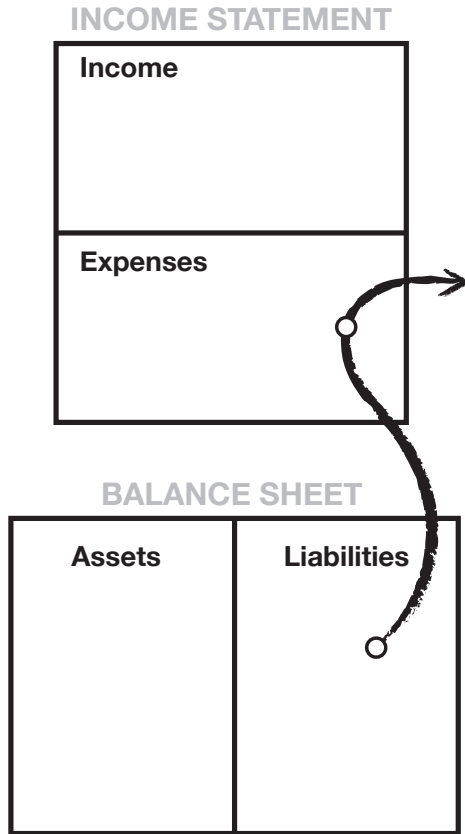 INCOME STATEMENT
Income
Expenses
BALANCE SHEET
Assets
Liabilities